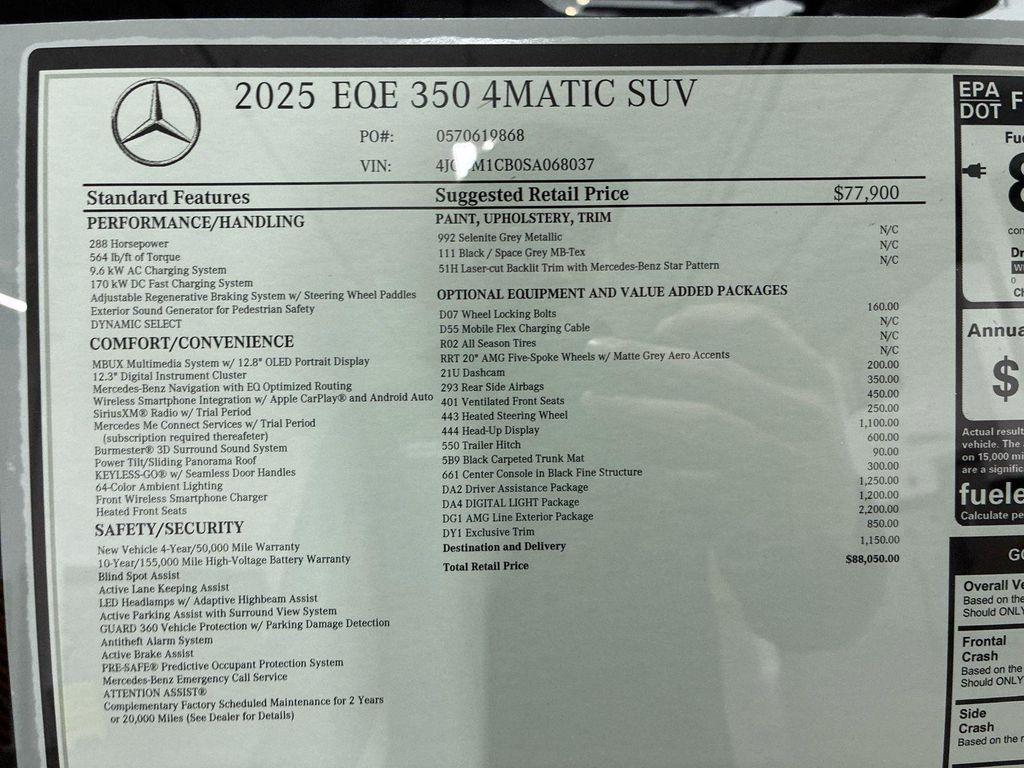 2025 EQE 350 4MATIC SUV
PO#: 0570619868
VIN: M1CB0SA068037
Standard Features
PERFORMANCE/HANDLING
288 Horsepower
564 lb/ft of Torque
9.6 kW AC Charging System
170 kW DC Fast Charging System
Adjustable Regenerative Braking System w/ Steering Wheel Paddles
Exterior Sound Generator for Pedestrian Safety
DYNAMIC SELECT
COMFORT/CONVENIENCE
MBUX Multimedia System w/ 12.8" OLED Portrait Display
12.3" Digital Instrument Cluster
Mercedes-Benz Navigation with EQ Optimized Routing
Wireless Smartphone Integration w/ Apple CarPlay® and Android Auto
SiriusXM® Radio w/ Trial Period
Mercedes Me Connect Services w/ Trial Period
(subscription required thereafeter)
Burmester® 3D Surround Sound System
Power Tilt/Sliding Panorama Roof
KEYLESS-GO® w/ Seamless Door Handles
64-Color Ambient Lighting
Front Wireless Smartphone Charger
Heated Front Seats
SAFETY/SECURITY
New Vehicle 4-Year/50,000 Mile Warranty
10-Year/155,000 Mile High-Voltage Battery Warranty
Blind Spot Assist
Active Lane Keeping Assist
LED Headlamps w/ Adaptive Highbeam Assist
Active Parking Assist with Surround View System
GUARD 360 Vehicle Protection w/ Parking Damage Detection
Antitheft Alarm System
Active Brake Assist
PRE-SAFE® Predictive Occupant Protection System
Mercedes-Benz Emergency Call Service
ATTENTION ASSIST®
Complementary Factory Scheduled Maintenance for 2 Years
or 20,000 Miles (See Dealer for Details)
Suggested Retail Price $77,900
PAINT, UPHOLSTERY, TRIM
992 Selenite Grey Metallic N/C
111 Black / Space Grey MB-Tex N/C
51H Laser-cut Backlit Trim with Mercedes-Benz Star Pattern N/C
OPTIONAL EQUIPMENT AND VALUE ADDED PACKAGES
D07 Wheel Locking Bolts 160.00
D55 Mobile Flex Charging Cable N/C
R02 All Season Tires N/C
RRT 20" AMG Five-Spoke Wheels w/ Matte Grey Aero Accents N/C
21U Dashcam 200.00
293 Rear Side Airbags 350.00
401 Ventilated Front Seats 450.00
443 Heated Steering Wheel 250.00
444 Head-Up Display 1,100.00
550 Trailer Hitch 600.00
5B9 Black Carpeted Trunk Mat 90.00
661 Center Console in Black Fine Structure 300.00
DA2 Driver Assistance Package 1,250.00
DA4 DIGITAL LIGHT Package 1,200.00
DG1 AMG Line Exterior Package 2,200.00
DY1 Exclusive Trim 850.00
Destination and Delivery 1,150.00
Total Retail Price $88,050.00
EPA
DOT
Annua
$
Actual result
vehicle. The
on 15,000 mi
are a signific
fuele
Calculate pe
GO
Overall Ve
Based on the
Should ONLY
Frontal
Crash
Based on the
Should ONLY
Side
Crash
Based on the r